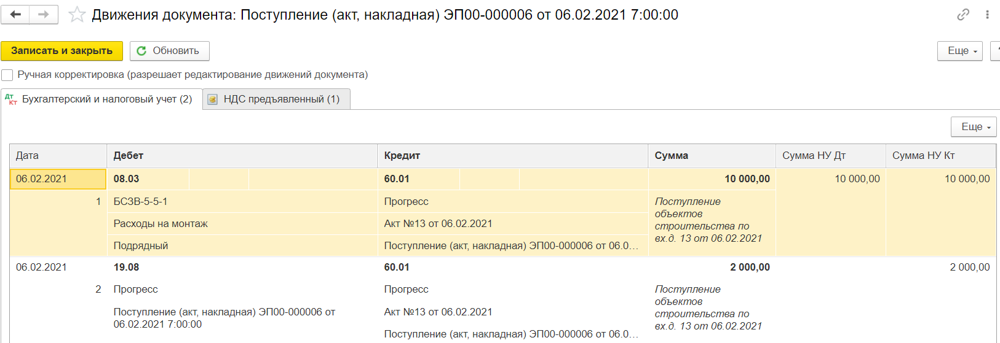 Движения документа: Поступление (акт, накладная) ЭП00-000006 от 06.02.2021 7:00:00
Записать и закрыть Обновить Еще
Ручная корректировка (разрешает редактирование движений документа)
Дт Кт Бухгалтерский и налоговый учет (2) НДС предъявленный (1)
Еще
Дата Дебет Кредит Сумма Сумма НУ Дт Сумма НУ Кт
06.02.2021 08.03 60.01 10 000,00 10 000,00 10 000,00
1 БСЗВ-5-5-1 Прогресс Поступление
объектов
Расходы на монтаж Акт №13 от 06.02.2021 строительства по
вх.д. 13 от 06.02.2021
Подрядный Поступление (акт, накладная) ЭП00-000006 от 06.0...
06.02.2021 19.08 60.01 2 000,00 2 000,00
2 Прогресс Прогресс Поступление
объектов
Поступление (акт, накладная) ЭП00-000006 от Акт №13 от 06.02.2021 строительства по
06.02.2021 7:00:00 вх.д. 13 от 06.02.2021
Поступление (акт, накладная) ЭП00-000006 от 06.0...